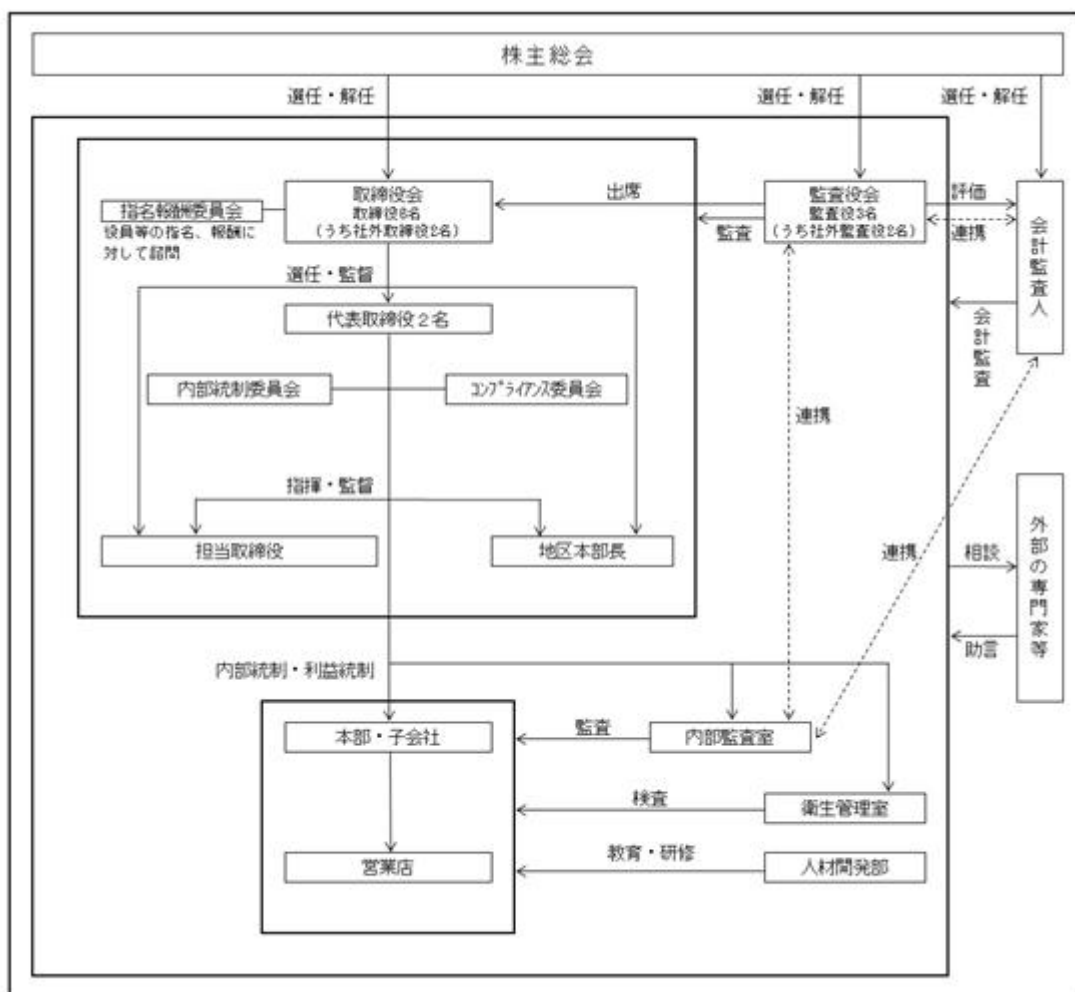 株主総会
選任・解任
選任・解任
選任・解任
取締役会
取締役6名
(うち社外取締役2名)
出席
監査
監査役会
監査役3名
(うち社外監査役2名)
評価
連携
会計監査人
指名報酬委員会
役員等の指名、報酬に
対して諮問
選任・監督
代表取締役2名
会計監査
内部統制委員会
コンプライアンス委員会
連携
指揮・監督
担当取締役
地区本部長
連携
相談
外部の専門家等
助言
内部統制・利益統制
本部・子会社
監査
内部監査室
検査
衛生管理室
営業店
教育・研修
人材開発部